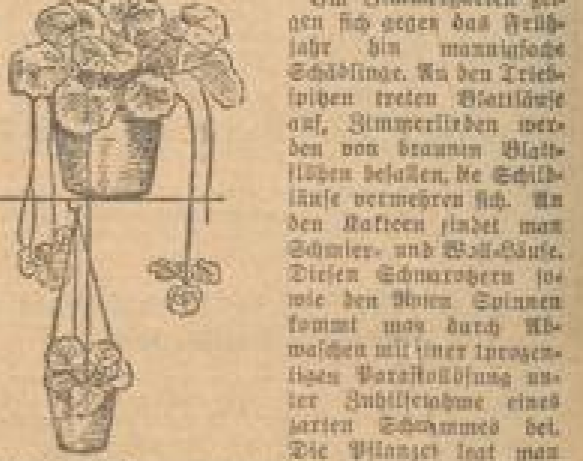 gen ſich gegen das Früh-
jahr hin mannigfache
Schädlinge. An den Trieb-
ſpitzen treten Blattläuſe
auf, Zimmerlinden wer-
den von braunen Blatt-
flöhen befallen, die Schild-
läuſe vermehren ſich. An
den Kakteen findet man
Schmier- und Woll-Läuſe.
Dieſen Schmarotzern ſo-
wie den Roten Spinnen
kommt man durch Ab-
waſchen mit einer 1prozen-
tigen Paraſitollöſung un-
ter Zuhilfenahme eines
zarten Schwammes bei.
Die Pflanzen legt man